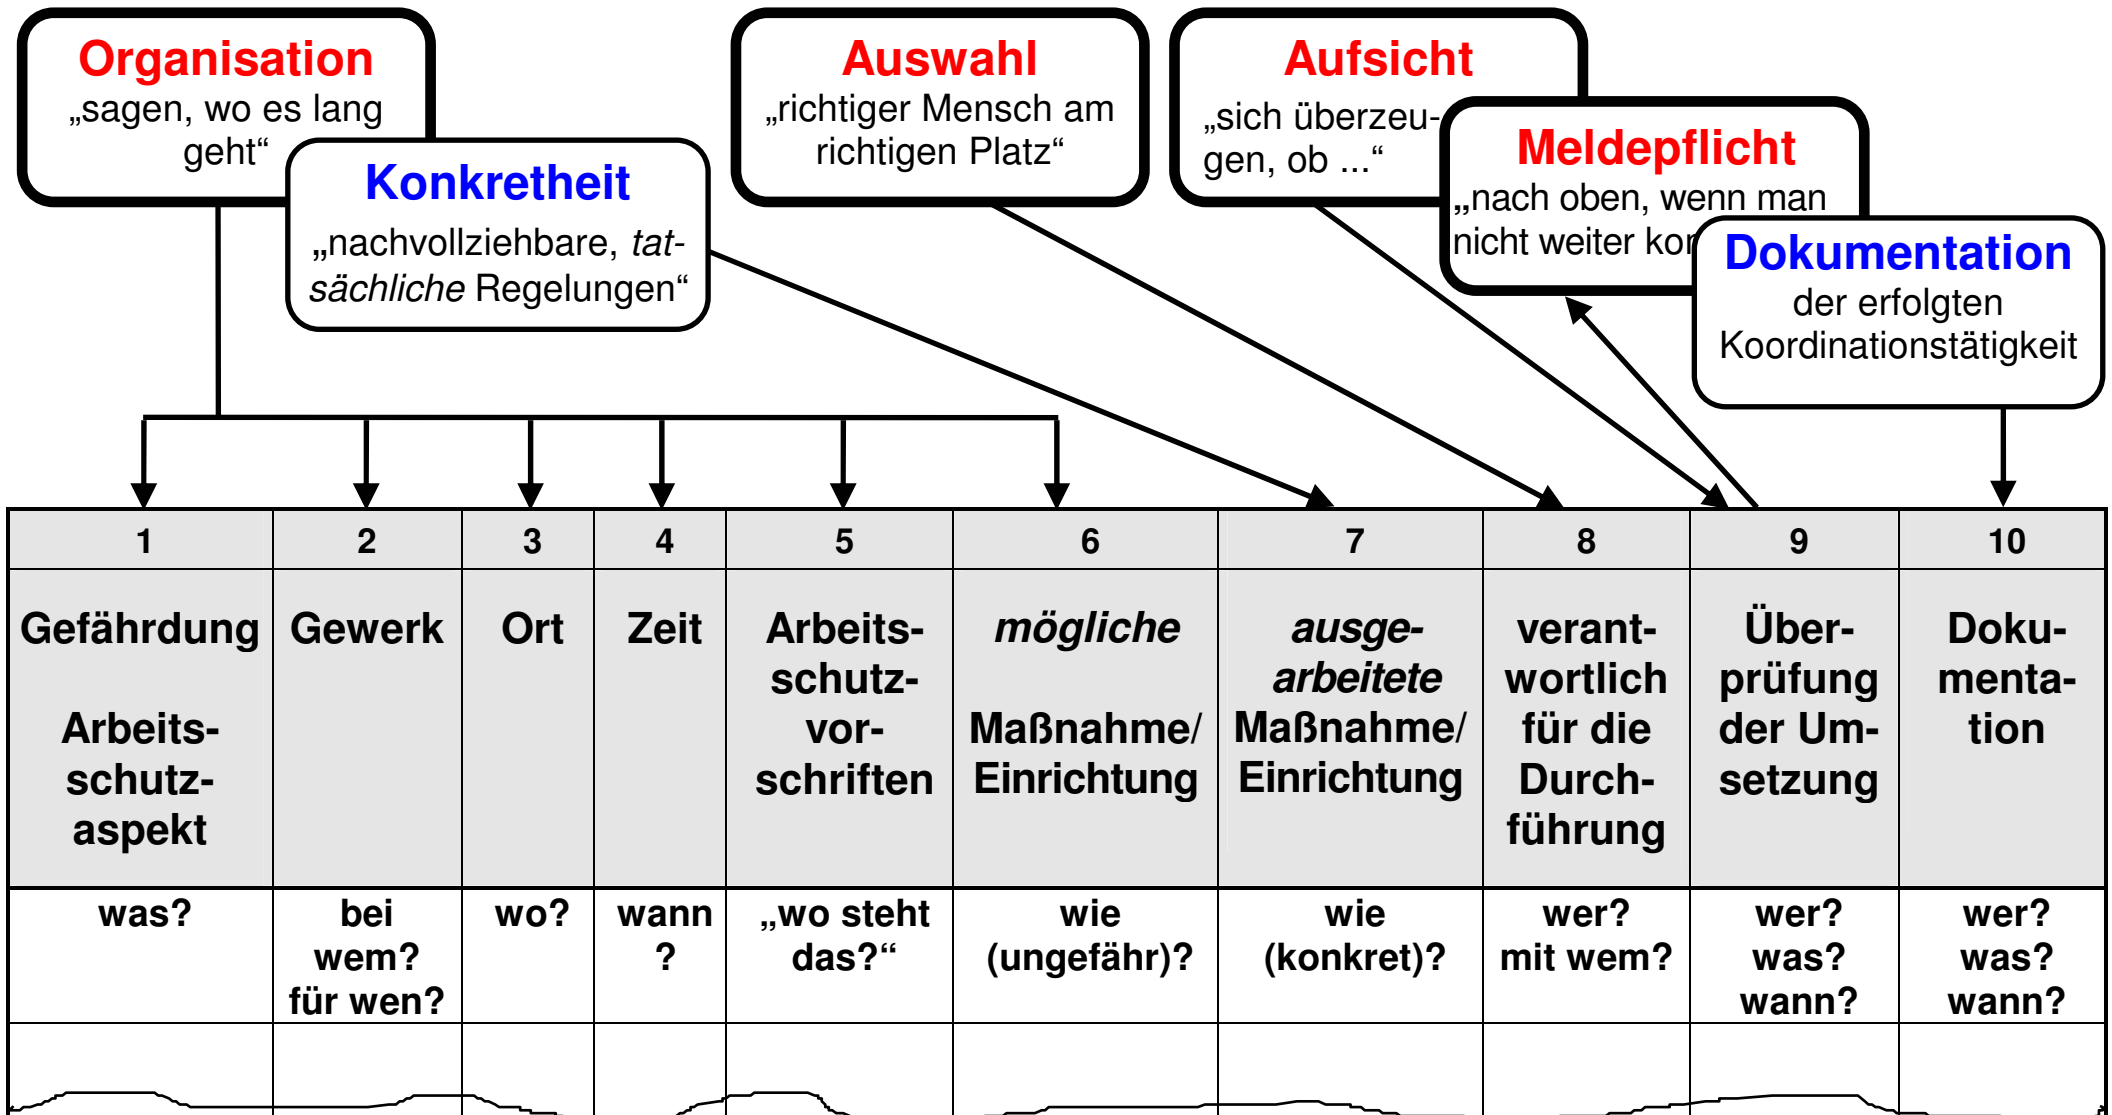 Organisation
„sagen, wo es lang
geht“
Konkretheit
„nachvollziehbare, tat-
sächliche Regelungen“
Auswahl
„richtiger Mensch am
richtigen Platz“
Aufsicht
„sich überzeu-
gen, ob ...“
Meldepflicht
„nach oben, wenn man
nicht weiter
Dokumentation
der erfolgten
Koordinationstätigkeit
1 2 3 4 5 6 7 8 9 10
Gefährdung
Arbeits-
schutz-
aspekt
Gewerk
Ort
Zeit
Arbeits-
schutz-
vor-
schriften
mögliche
Maßnahme/
Einrichtung
ausge-
arbeitete
Maßnahme/
Einrichtung
verant-
wortlich
für die
Durch-
führung
Über-
prüfung
der Um-
setzung
Doku-
menta-
tion
was?
bei
wem?
für wen?
wo?
wann
?
„wo steht
das?“
wie
(ungefähr)?
wie
(konkret)?
wer?
mit wem?
wer?
was?
wann?
wer?
was?
wann?